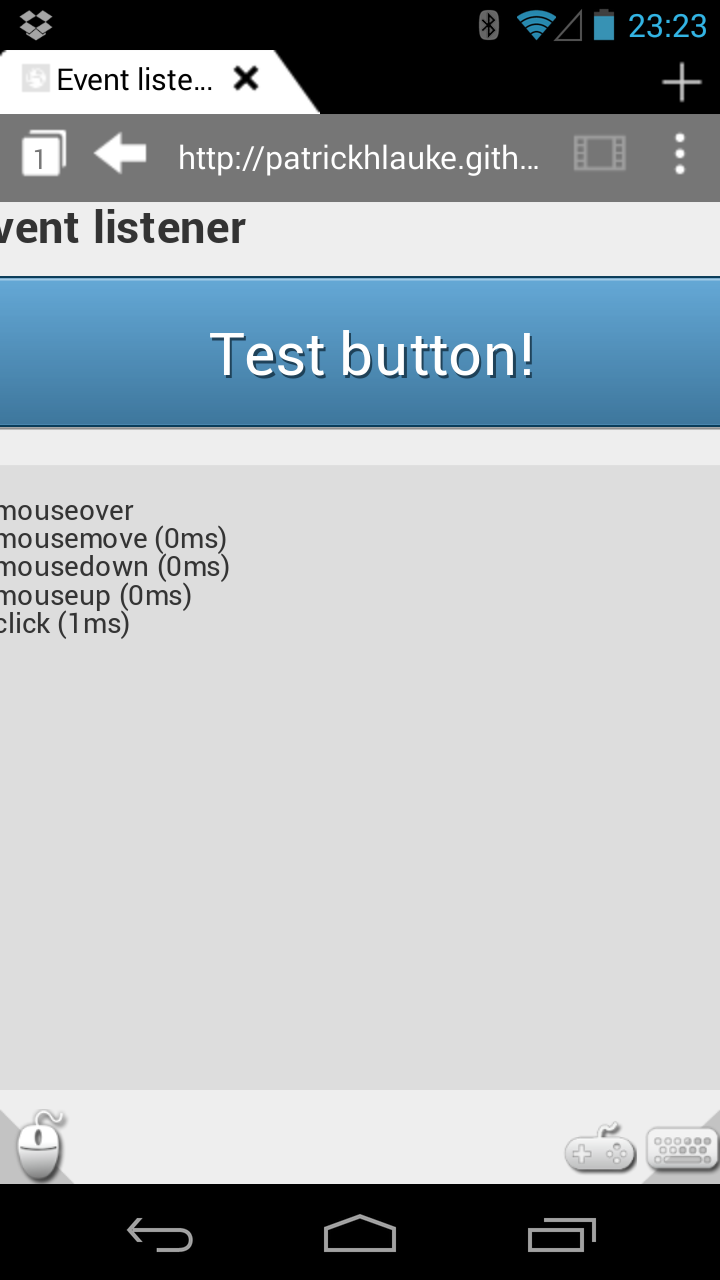 23:23
Event liste...
1
http://patrickhlauke.gith...
vent listener
Test button!
mouseover
mousemove (0ms)
mousedown (0ms)
mouseup (0ms)
click (1ms)